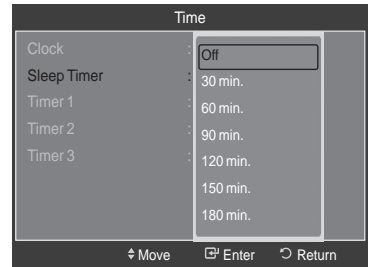 Time
Clock :
Sleep Timer :
Timer 1 :
Timer 2 :
Timer 3 :
Off
30 min.
60 min.
90 min.
120 min.
150 min.
180 min.
Move Enter Return